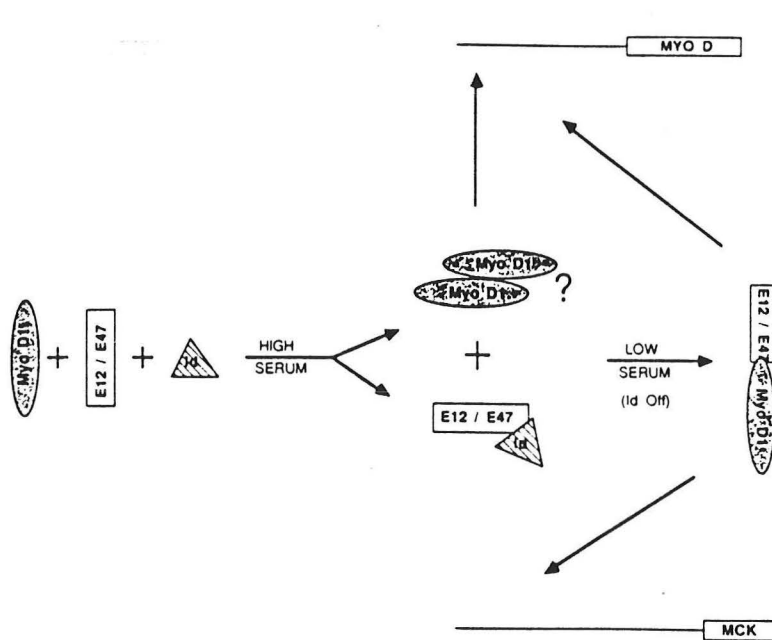 MYO D
Myo D1
Myo D1
?
Myo D1
+
E12 / E47
+
Id
HIGH
SERUM
+
LOW
SERUM
(Id Off)
E12 / E47
Id
E12 / E47
Myo D1
MCK